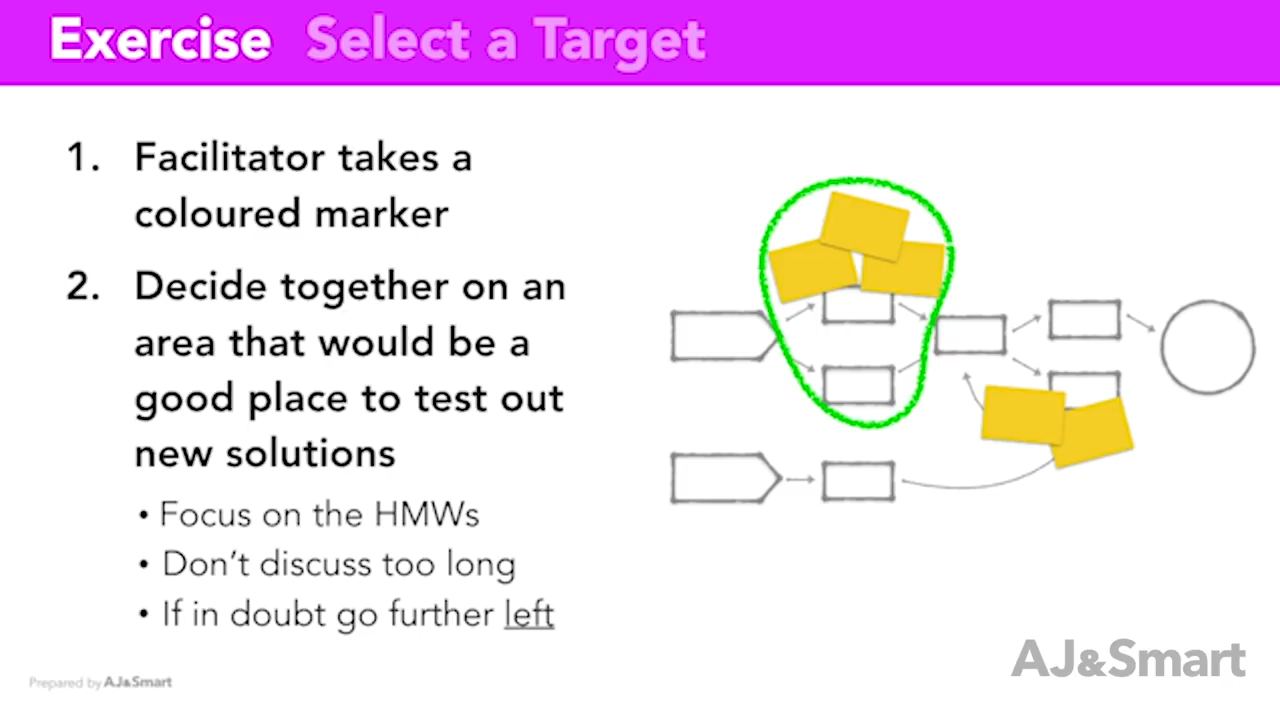 Exercise Select a Target
1. Facilitator takes a
coloured marker
2. Decide together on an
area that would be a
good place to test out
new solutions
• Focus on the HMWs
• Don’t discuss too long
• If in doubt go further left
AJ&Smart
Prepared by AJ&Smart